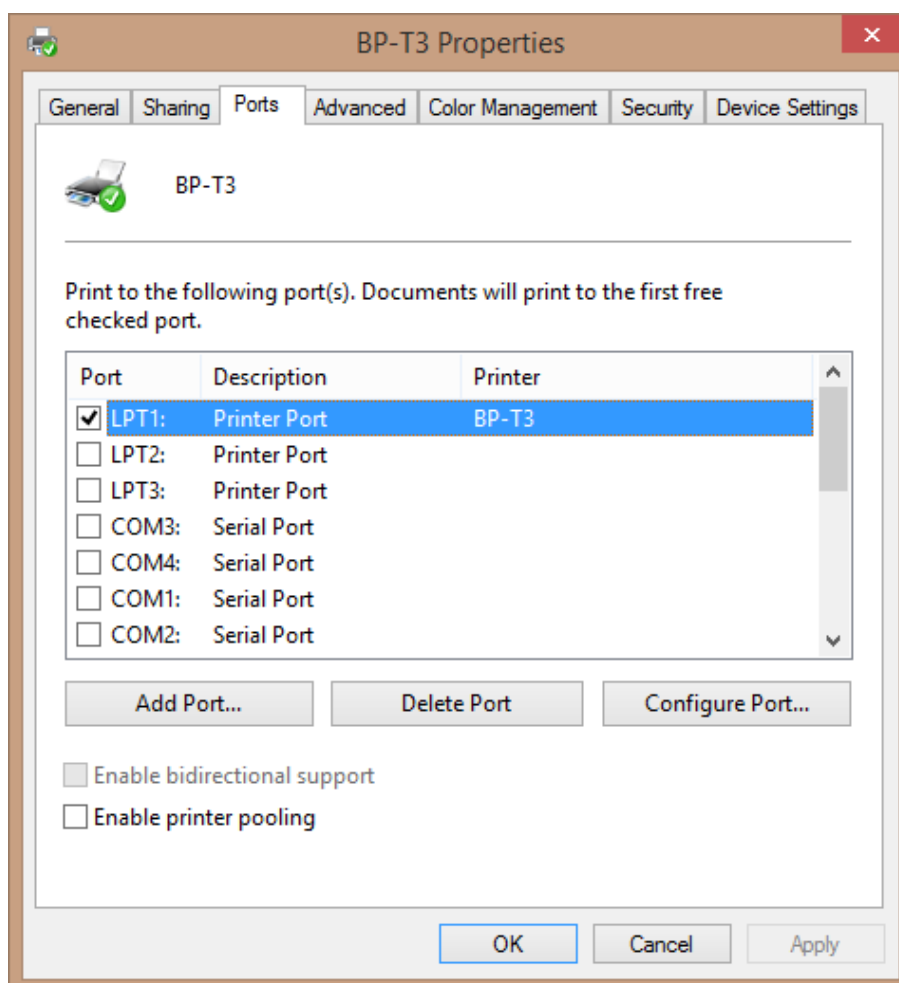 BP-T3 Properties
General Sharing Ports Advanced Color Management Security Device Settings
BP-T3
Print to the following port(s). Documents will print to the first free
checked port.
Port Description Printer
LPT1: Printer Port BP-T3
LPT2: Printer Port
LPT3: Printer Port
COM3: Serial Port
COM4: Serial Port
COM1: Serial Port
COM2: Serial Port
Add Port... Delete Port Configure Port...
Enable bidirectional support
Enable printer pooling
OK Cancel Apply